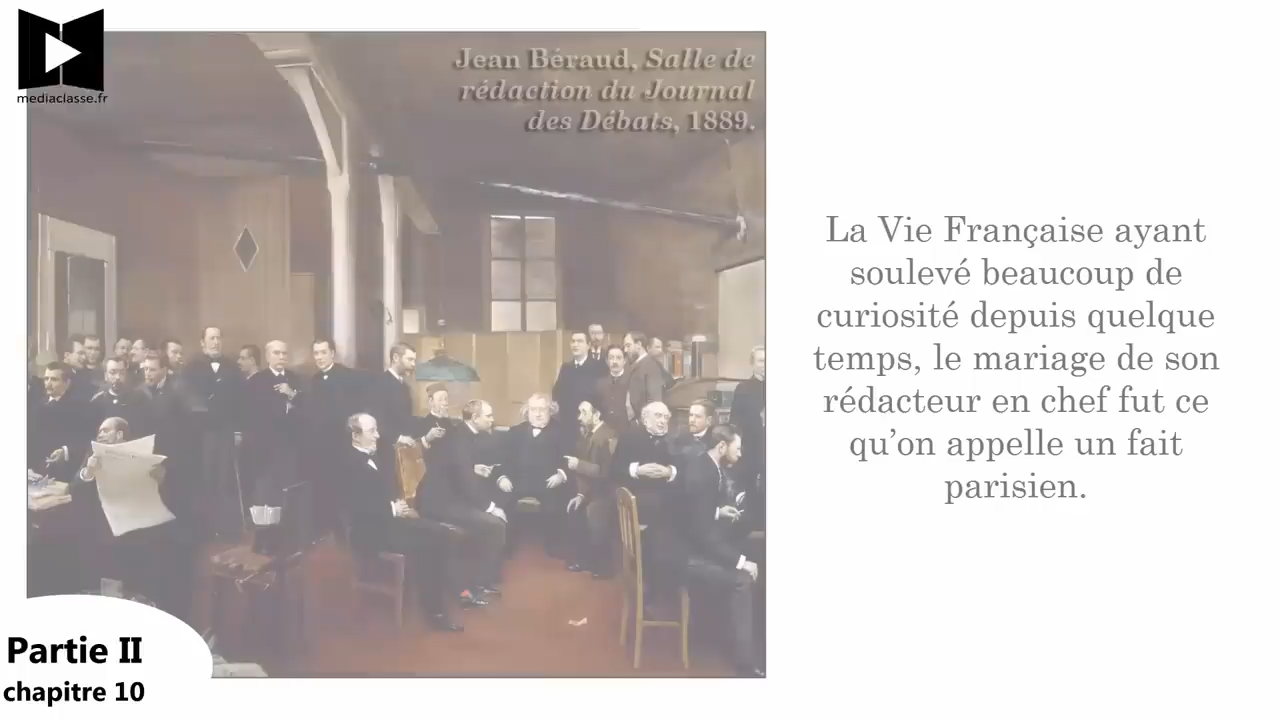 mediaclasse.fr
Jean Béraud, Salle de
rédaction du Journal
des Débats, 1889.
La Vie Française ayant
soulevé beaucoup de
curiosité depuis quelque
temps, le mariage de son
rédacteur en chef fut ce
qu’on appelle un fait
parisien.
Partie II
chapitre 10